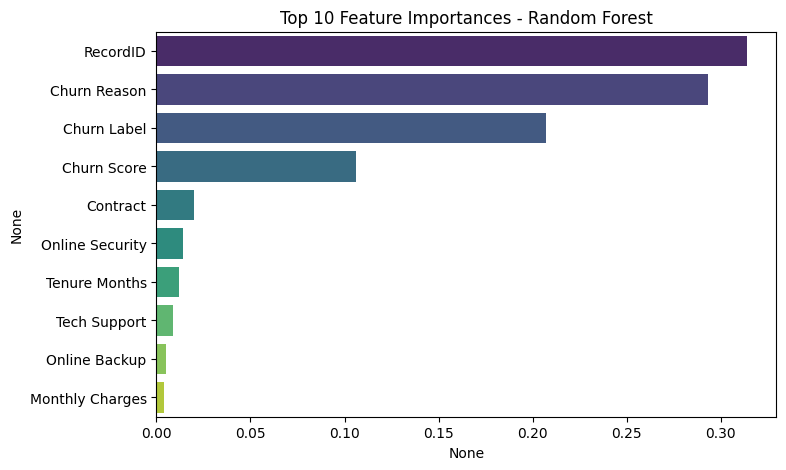 Top 10 Feature Importances - Random Forest
RecordID
Churn Reason
Churn Label
Churn Score
Contract
Online Security
Tenure Months
Tech Support
Online Backup
Monthly Charges
None
0.00 0.05 0.10 0.15 0.20 0.25 0.30
None